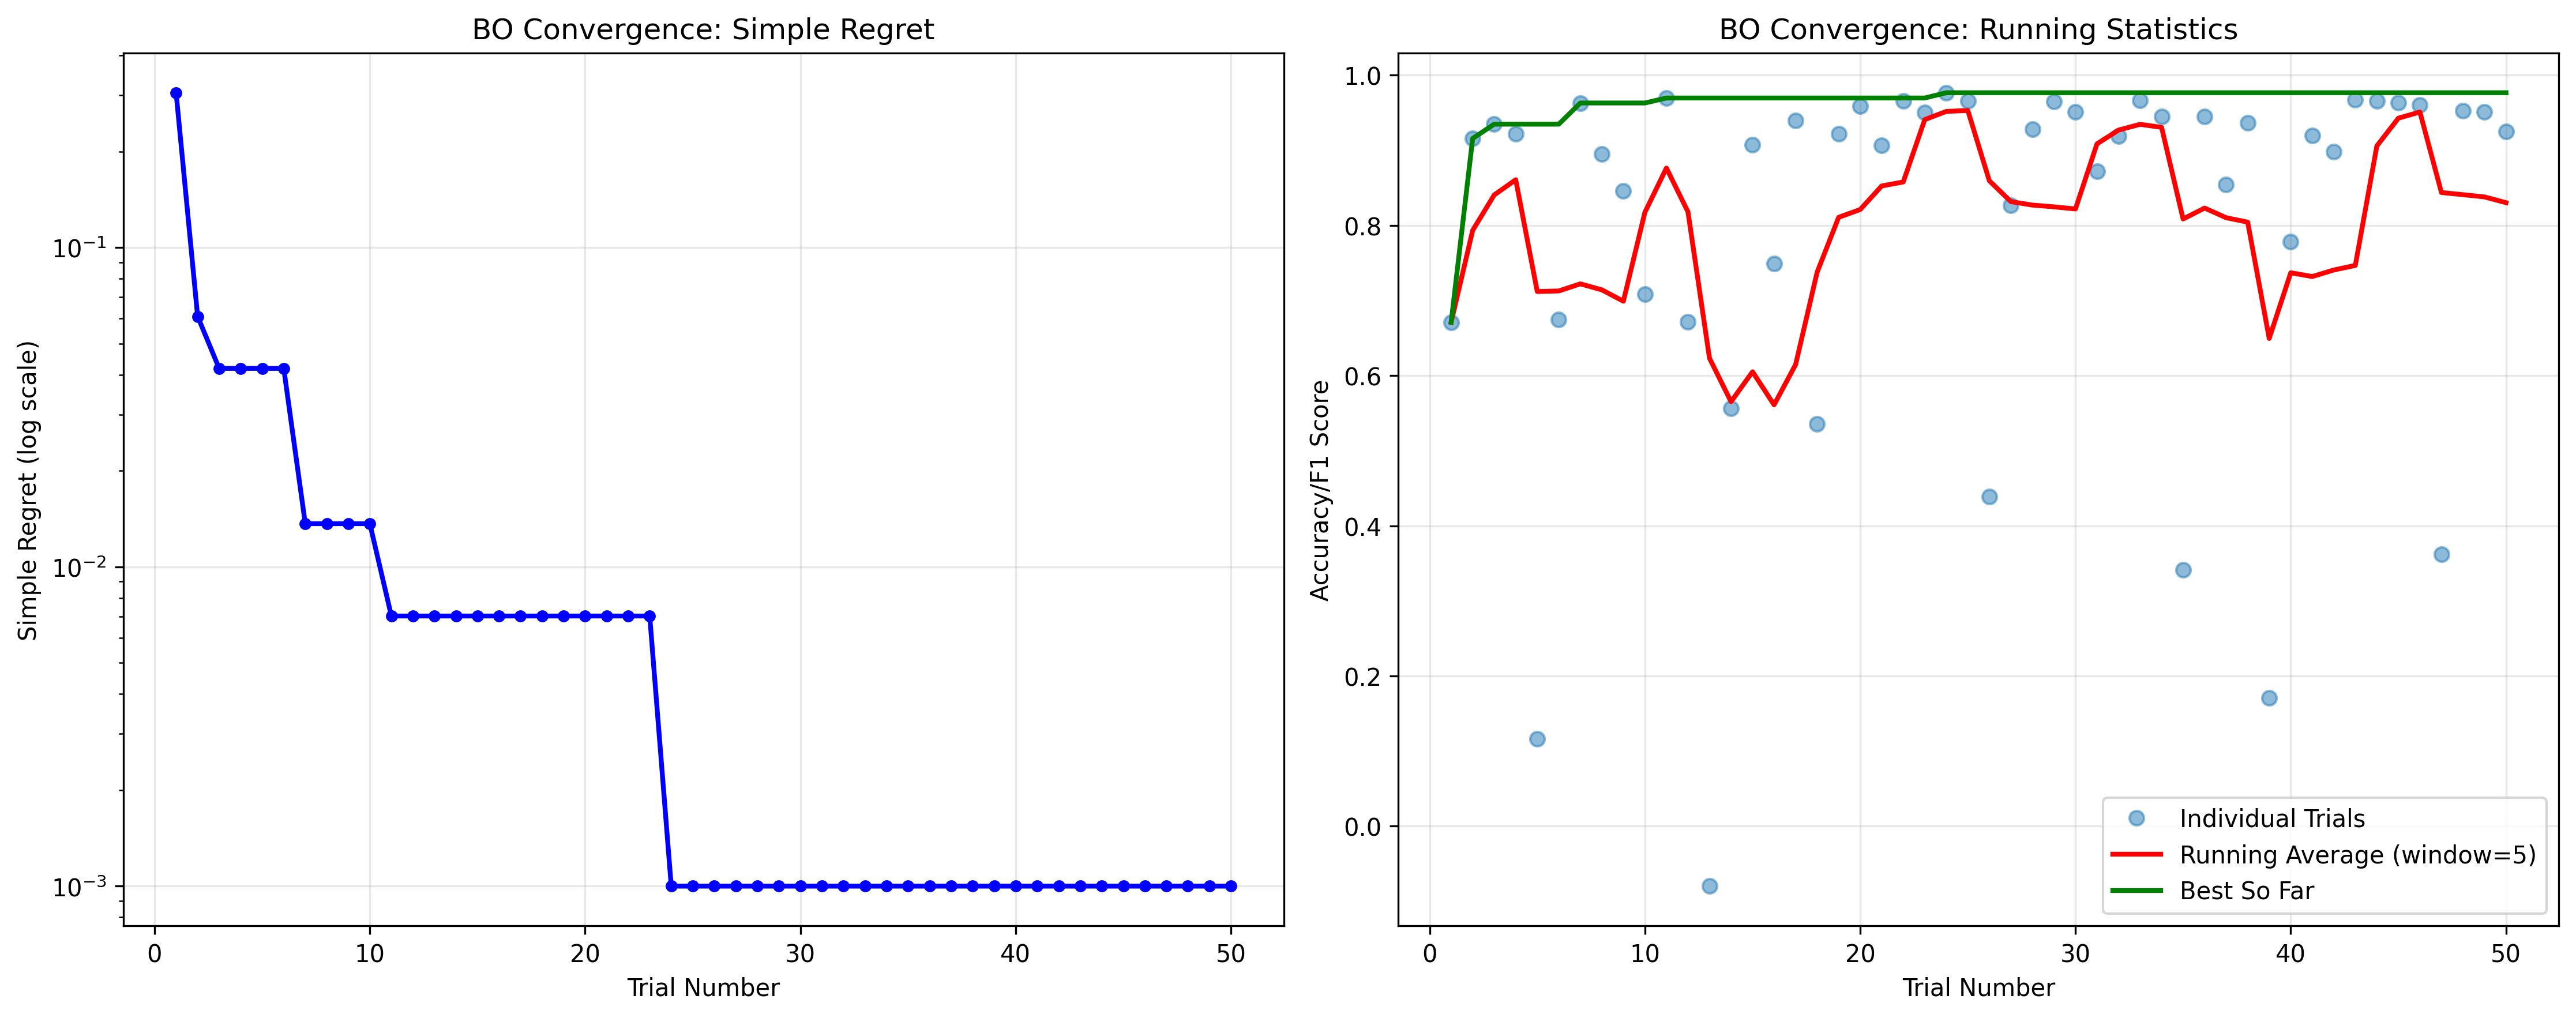 BO Convergence: Simple Regret
Simple Regret (log scale)
10⁻¹
10⁻²
10⁻³
0 10 20 30 40 50
Trial Number
BO Convergence: Running Statistics
Accuracy/F1 Score
1.0
0.8
0.6
0.4
0.2
0.0
Individual Trials
Running Average (window=5)
Best So Far
0 10 20 30 40 50
Trial Number